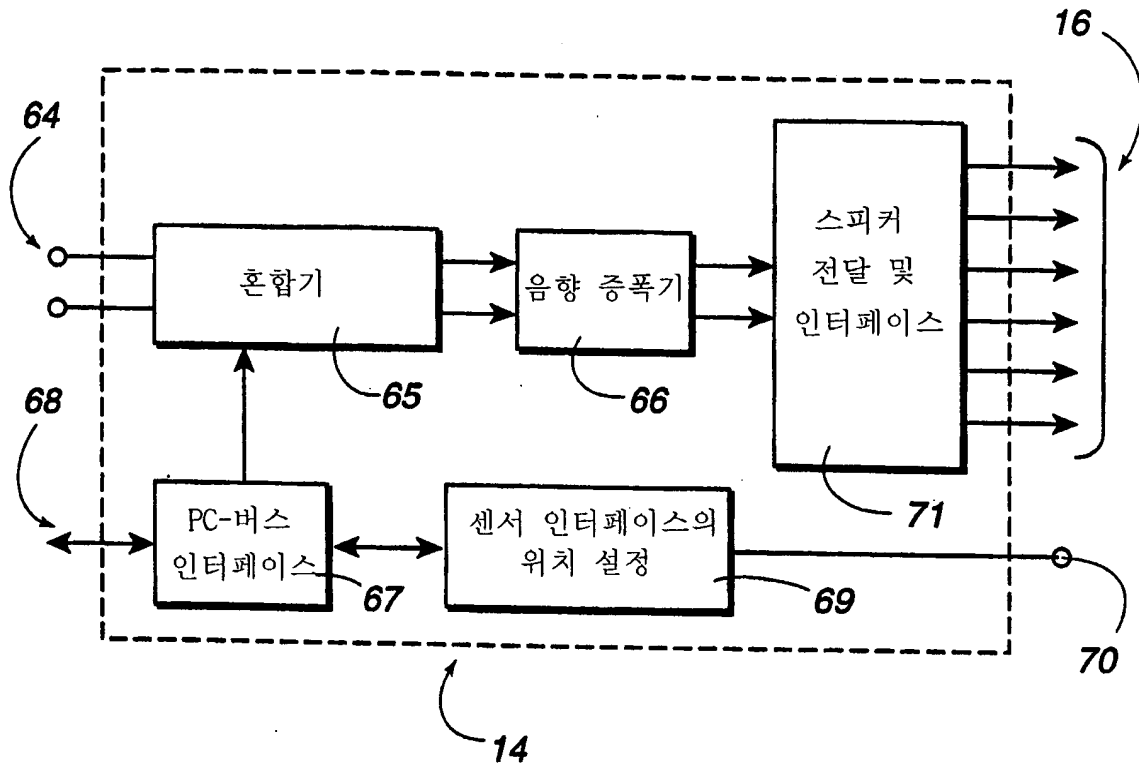 16
64
스피커
전달 및
인터페이스
혼합기
음향 증폭기
65
66
68
71
PC-버스
인터페이스
67
센서 인터페이스의
위치 설정
69
70
14